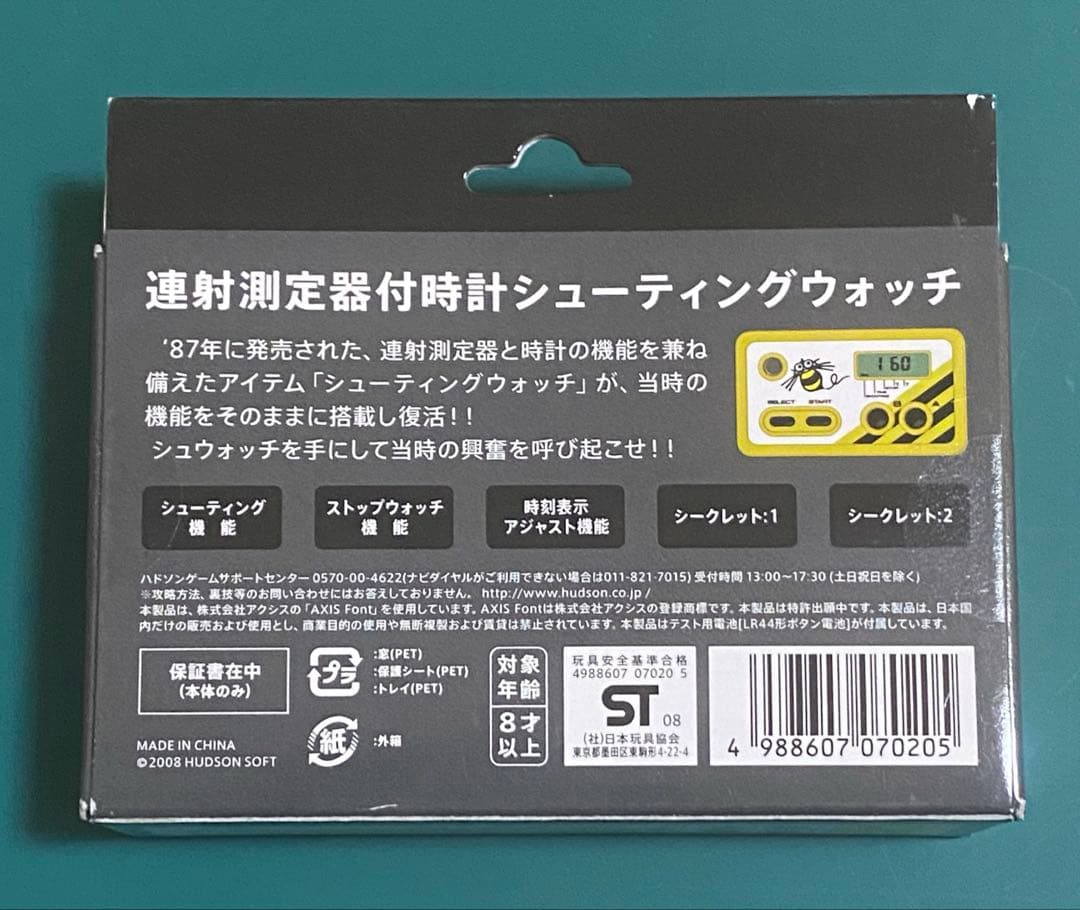 連射測定器付時計シューティングウォッチ
'87年に発売された、連射測定器と時計の機能を兼ね
備えたアイテム「シューティングウォッチ」が、当時の
機能をそのままに搭載し復活!!
シュウォッチを手にして当時の興奮を呼び起こせ!!
160
SELECT START
B A
シューティング
機 能
ストップウォッチ
機 能
時刻表示
アジャスト機能
シークレット:1
シークレット:2
ハドソンゲームサポートセンター 0570-00-4622(ナビダイヤルがご利用できない場合は011-821-7015) 受付時間 13:00〜17:30 (土日祝日を除く)
※攻略方法、裏技等のお問い合わせにはお答えしておりません。 http://www.hudson.co.jp/
本製品は、株式会社アクシスの「AXIS Font」を使用しています。AXIS Fontは株式会社アクシスの登録商標です。本製品は特許出願中です。本製品は、日本国
内だけの販売および使用とし、商業目的の使用や無断複製および賃貸は禁止されています。本製品はテスト用電池[LR44形ボタン電池]が付属しています。
保証書在中
(本体のみ)
プラ
:窓(PET)
:保護シート(PET)
:トレイ(PET)
紙
:外箱
MADE IN CHINA
©2008 HUDSON SOFT
対象
年齢
8才
以上
玩具安全基準合格
4988607 07020 5
ST 08
(社)日本玩具協会
東京都墨田区東駒形4-22-4
4 988607 070205